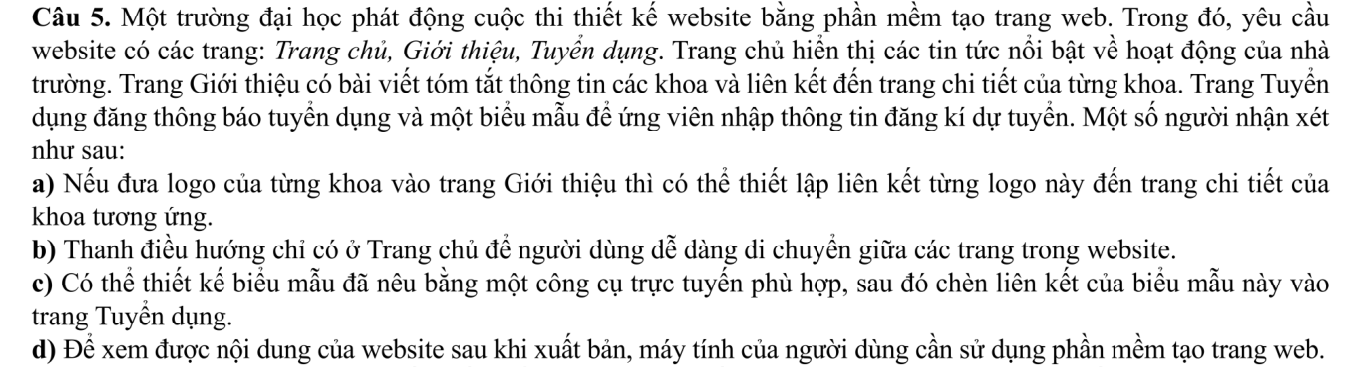 Câu 5. Một trường đại học phát động cuộc thi thiết kế website bằng phần mềm tạo trang web. Trong đó, yêu cầu
website có các trang: Trang chủ, Giới thiệu, Tuyển dụng. Trang chủ hiển thị các tin tức nổi bật về hoạt động của nhà
trường. Trang Giới thiệu có bài viết tóm tắt thông tin các khoa và liên kết đến trang chi tiết của từng khoa. Trang Tuyển
dụng đăng thông báo tuyển dụng và một biểu mẫu để ứng viên nhập thông tin đăng kí dự tuyển. Một số người nhận xét
như sau:
a) Nếu đưa logo của từng khoa vào trang Giới thiệu thì có thể thiết lập liên kết từng logo này đến trang chi tiết của
khoa tương ứng.
b) Thanh điều hướng chỉ có ở Trang chủ để người dùng dễ dàng di chuyển giữa các trang trong website.
c) Có thể thiết kế biểu mẫu đã nêu bằng một công cụ trực tuyến phù hợp, sau đó chèn liên kết của biểu mẫu này vào
trang Tuyển dụng.
d) Để xem được nội dung của website sau khi xuất bản, máy tính của người dùng cần sử dụng phần mềm tạo trang web.